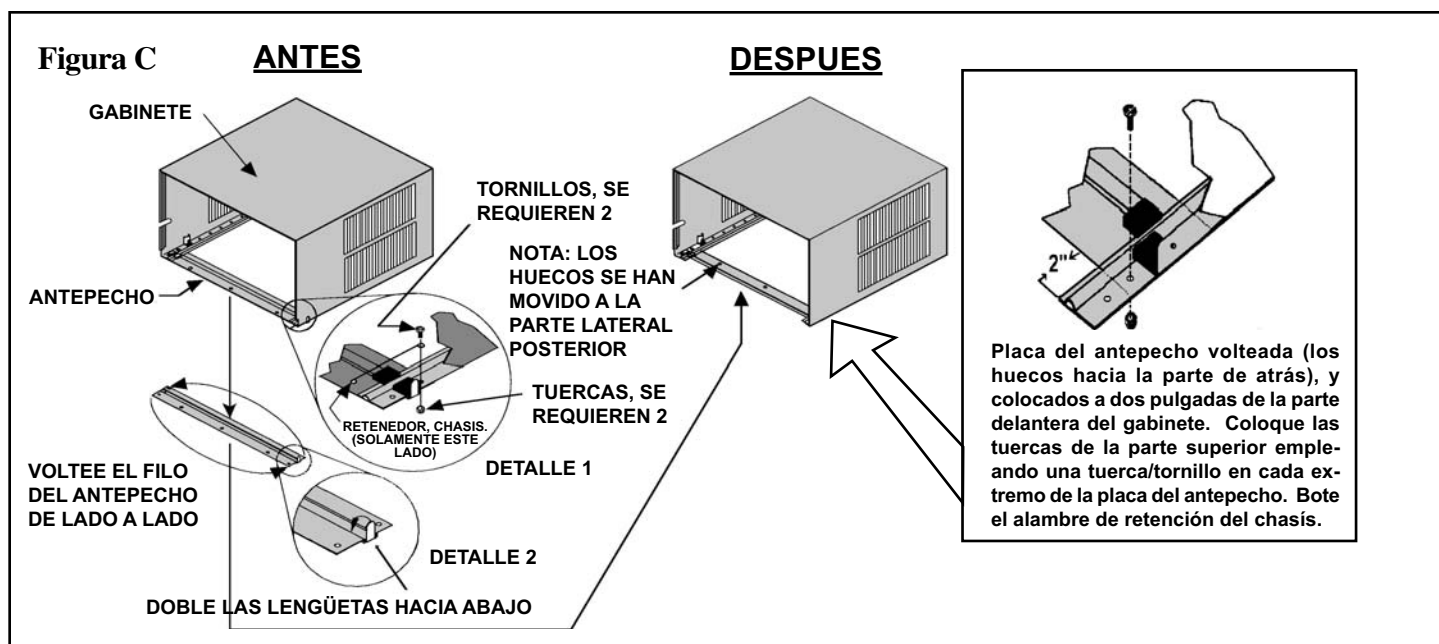 Figura C
ANTES
DESPUES
GABINETE
TORNILLOS, SE
REQUIEREN 2
NOTA: LOS
HUECOS SE HAN
MOVIDO A LA
PARTE LATERAL
POSTERIOR
ANTEPECHO
TUERCAS, SE
REQUIEREN 2
RETENEDOR, CHASIS.
(SOLAMENTE ESTE
LADO)
DETALLE 1
VOLTEE EL FILO
DEL ANTEPECHO
DE LADO A LADO
DETALLE 2
DOBLE LAS LENGÜETAS HACIA ABAJO
2"
Placa del antepecho volteada (los
huecos hacia la parte de atrás), y
colocados a dos pulgadas de la parte
delantera del gabinete. Coloque las
tuercas de la parte superior emple-
ando una tuerca/tornillo en cada ex-
tremo de la placa del antepecho. Bote
el alambre de retención del chasís.